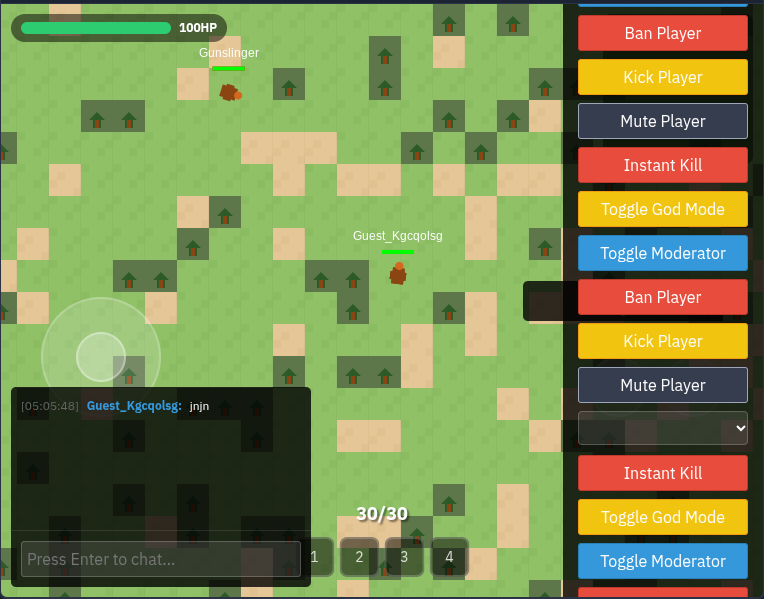 100HP
Gunslinger
Guest_Kgcqolsg
[05:05:48] Guest_Kgcqolsg: jnjn
Press Enter to chat...
30/30
1 2 3 4
Ban Player
Kick Player
Mute Player
Instant Kill
Toggle God Mode
Toggle Moderator
Ban Player
Kick Player
Mute Player
Instant Kill
Toggle God Mode
Toggle Moderator